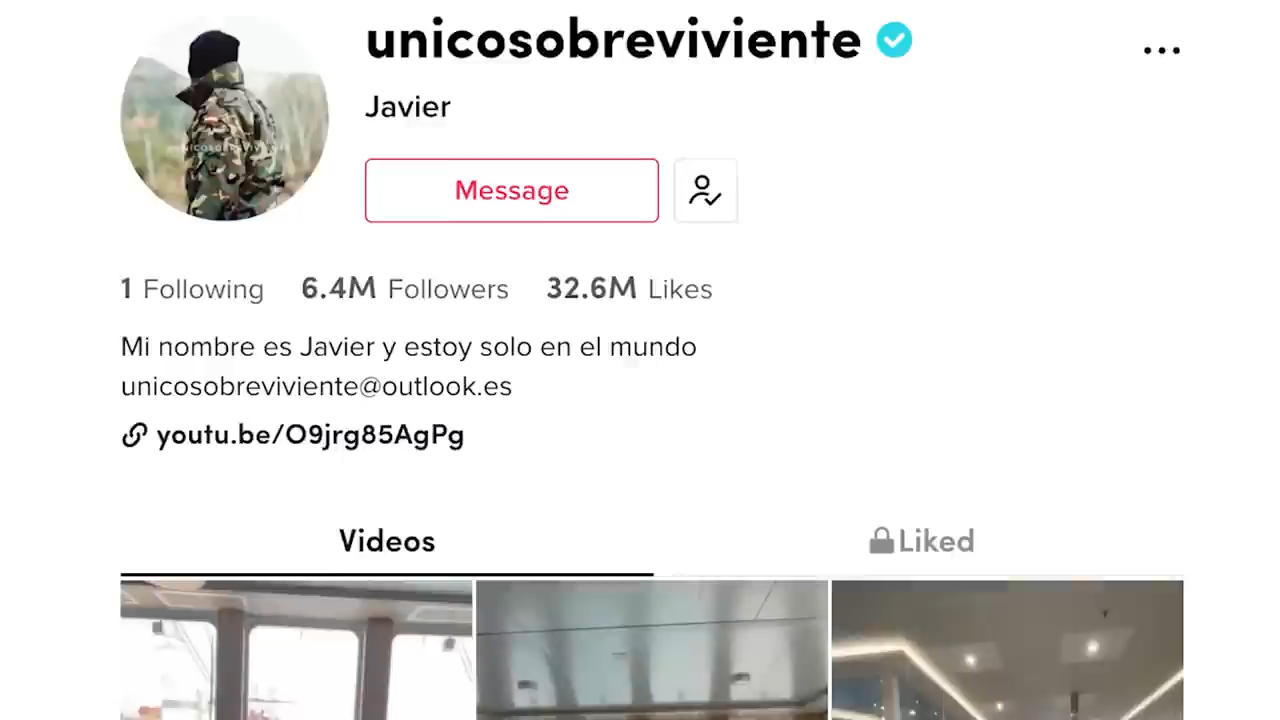 unicosobreviviente
...
Javier
Message
1 Following 6.4M Followers 32.6M Likes
Mi nombre es Javier y estoy solo en el mundo
unicosobreviviente@outlook.es
youtu.be/O9jrg85AgPg
Videos
Liked